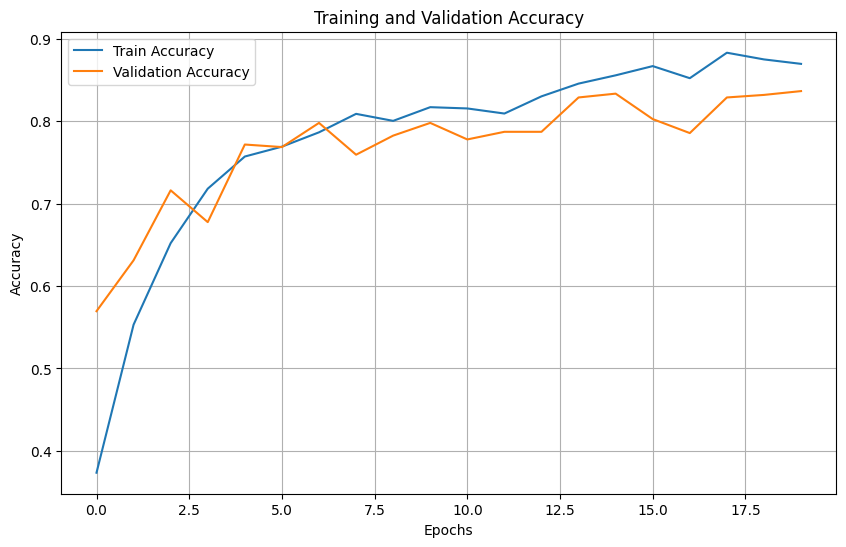 Training and Validation Accuracy
Train Accuracy
Validation Accuracy
0.9
0.8
0.7
0.6
0.5
0.4
Accuracy
0.0 2.5 5.0 7.5 10.0 12.5 15.0 17.5
Epochs